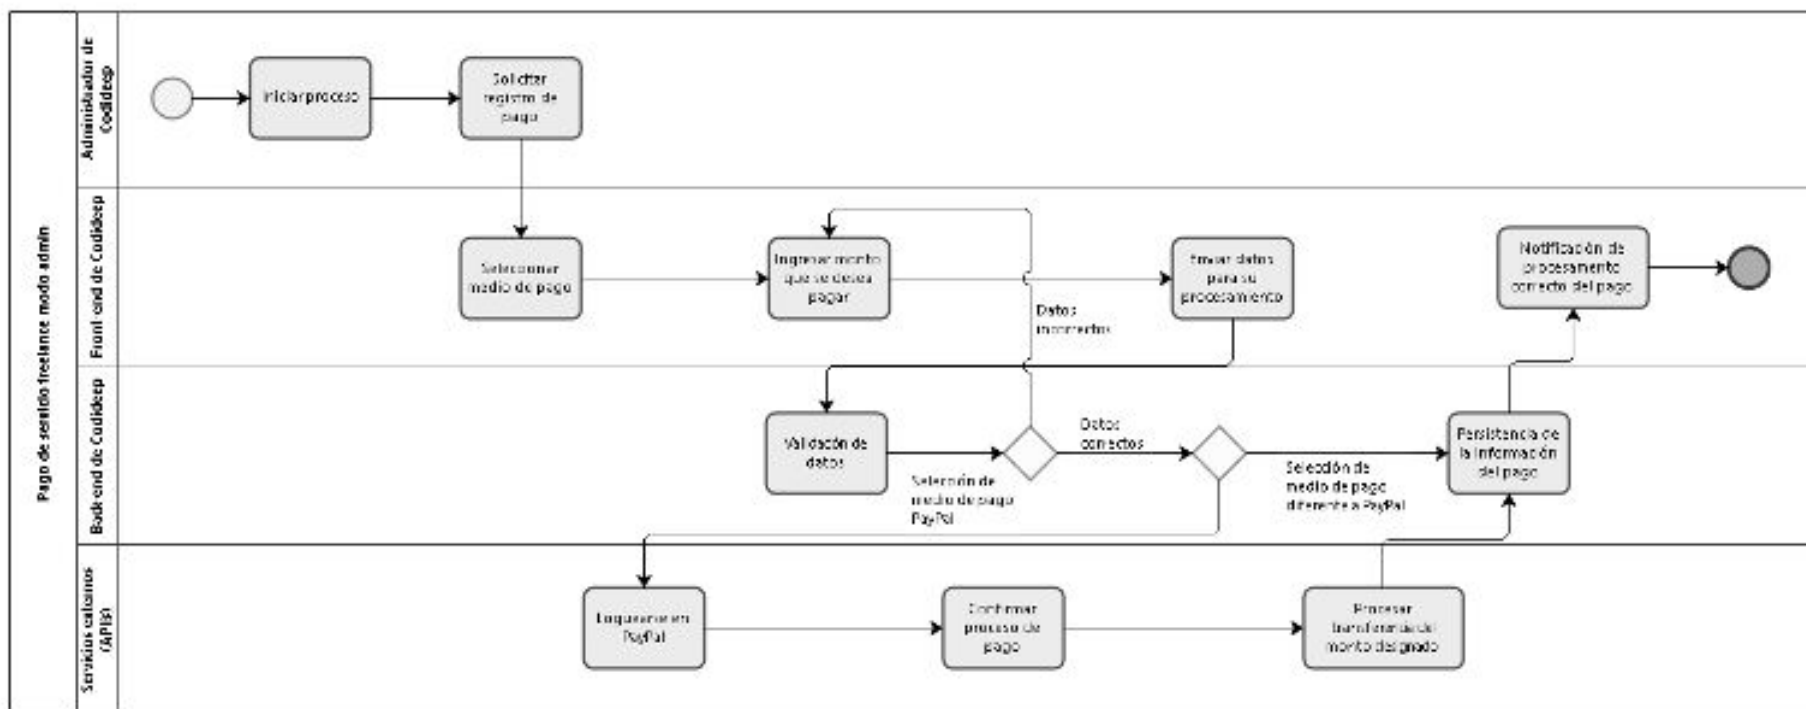 Pago de servicio freelance modo admin
Administrador de
Codideep
Iniciar proceso
Solicitar
registro de
pago
Front-end de Codideep
Seleccionar
medio de pago
Ingresar monto
que se desea
pagar
Enviar datos
para su
procesamiento
Notificación de
procesamento
correcto del pago
Datos
incorrectos
Back-end de Codideep
Validacón de
datos
Datos
correctos
Selección de
medio de pago
PayPal
Selección de
medio de pago
diferente a PayPal
Persistencia de
la información
del pago
Servicios externos
(APIs)
Loguearse en
PayPal
Confirmar
proceso de
pago
Procesar
transferencia del
monto designado